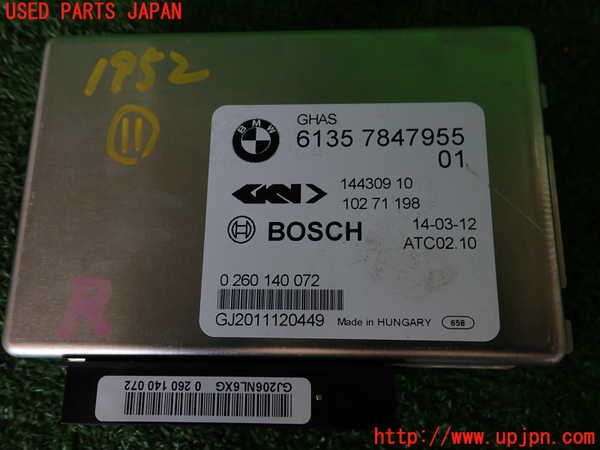 USED PARTS JAPAN
1952
11
GHAS
BMW
6135 7847955
01
GKN
144309 10
102 71 198
BOSCH
14-03-12
ATC02.10
0 260 140 072
GJ2011120449
Made in HUNGARY
656
R
GJ206NL6XG 0 260 140 072
http://www.upjpn.com